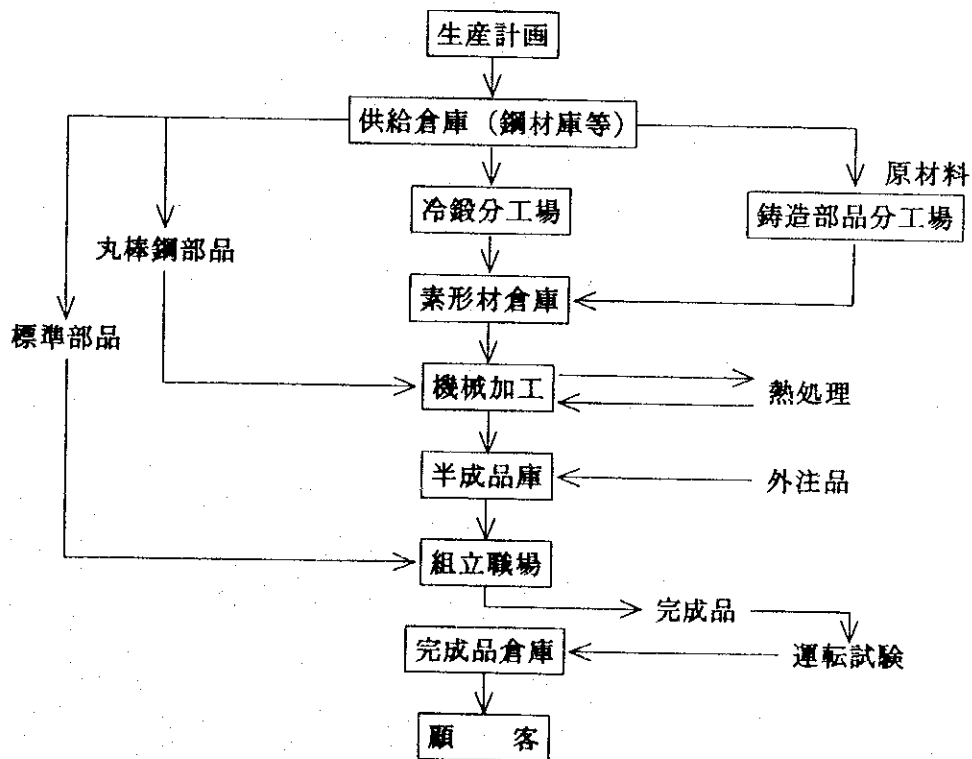 生産計画
供給倉庫（鋼材庫等）
原材料
冷鍛分工場
鋳造部品分工場
丸棒鋼部品
素形材倉庫
標準部品
機械加工
熱処理
半成品庫
外注品
組立職場
完成品
完成品倉庫
運転試験
顧　　客